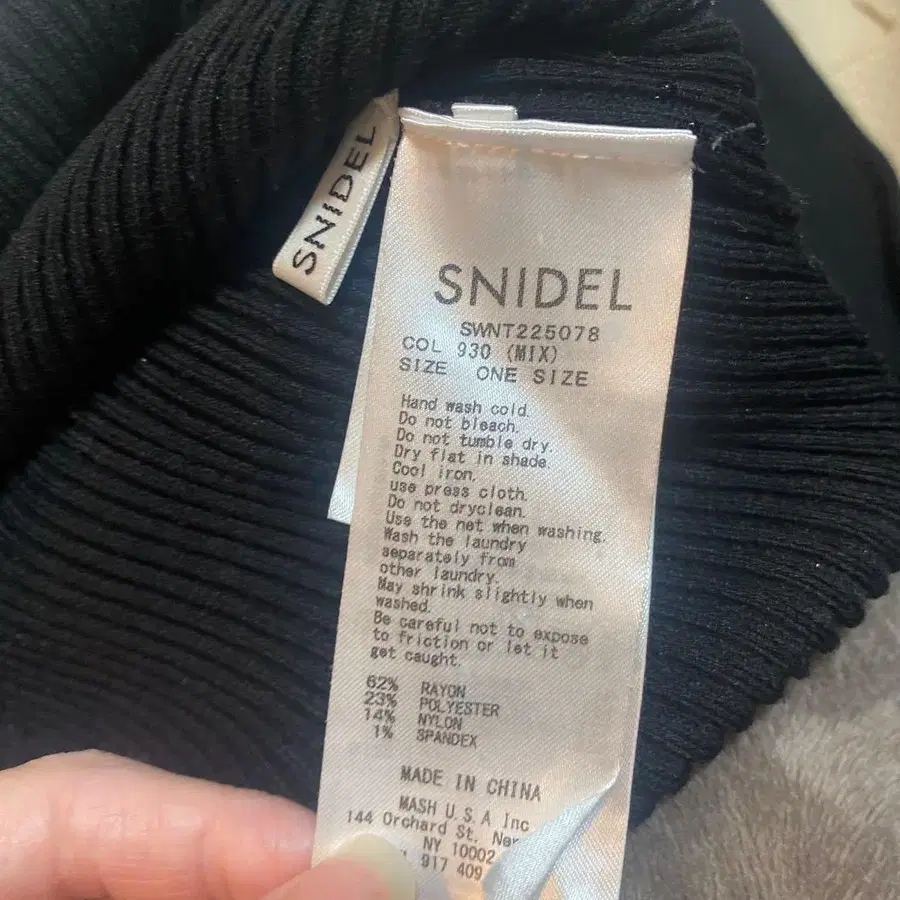 SNIDEL
SNIDEL
SWNT225078
COL 930 (MIX)
SIZE ONE SIZE
Hand wash cold.
Do not bleach.
Do not tumble dry.
Dry flat in shade.
Cool iron,
use press cloth.
Do not dryclean.
Use the net when washing.
Wash the laundry
separately from
other laundry.
May shrink slightly when
washed.
Be careful not to expose
to friction or let it
get caught.
62% RAYON
23% POLYESTER
14% NYLON
1% SPANDEX
MADE IN CHINA
MASH U.S.A Inc
144 Orchard St.
NY 10002
917 409